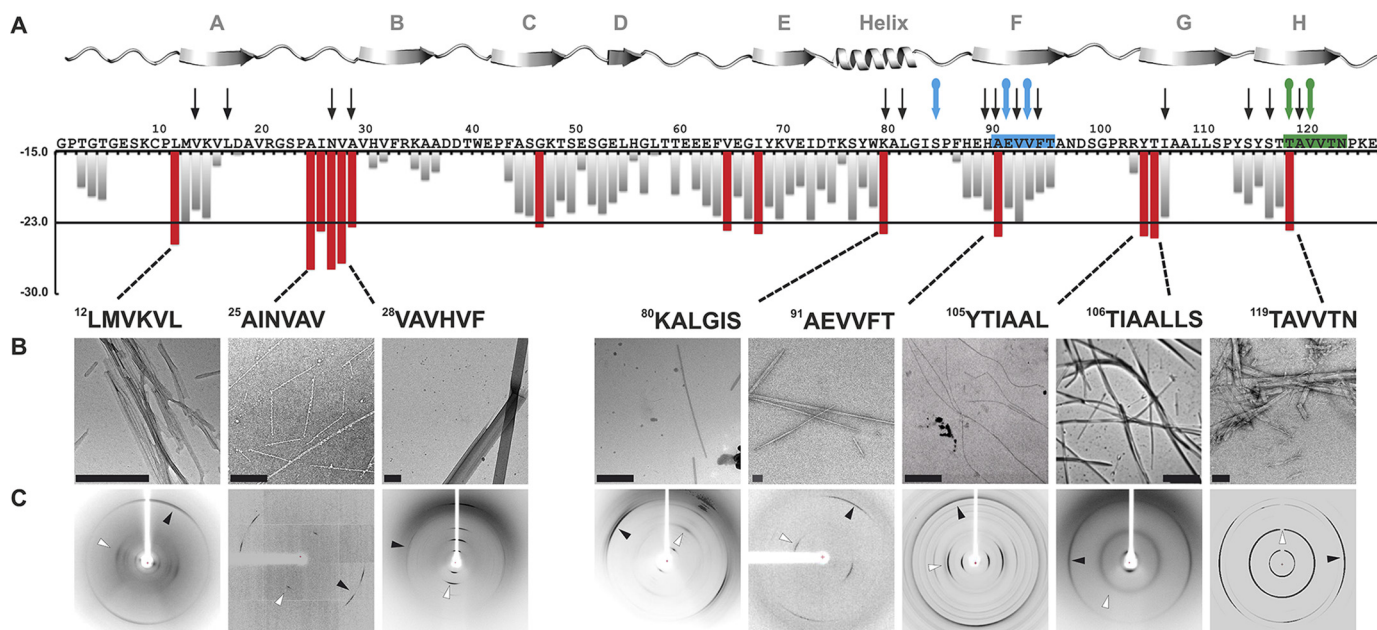 A
A B C D E Helix F G H
10 20 30 40 50 60 70 80 90 100 110 120
GPTGTGESKCPLMVKVLDAVRGSPAINVAVHVFRKAADDTWEPFASGKTSESGELHGLTTEEEFVEGIYKVEIDTKSYWKALGISPFHEHAEVVFTANDSGPRRYTIAALLSPYSYSTTAVVTNPKE
-15.0
-23.0
-30.0
12LMVKVL 25AINVAV 28VAVHVF 80KALGIS 91AEVVFT 105YTIAAL 106TIAALLS 119TAVVTN
B
C